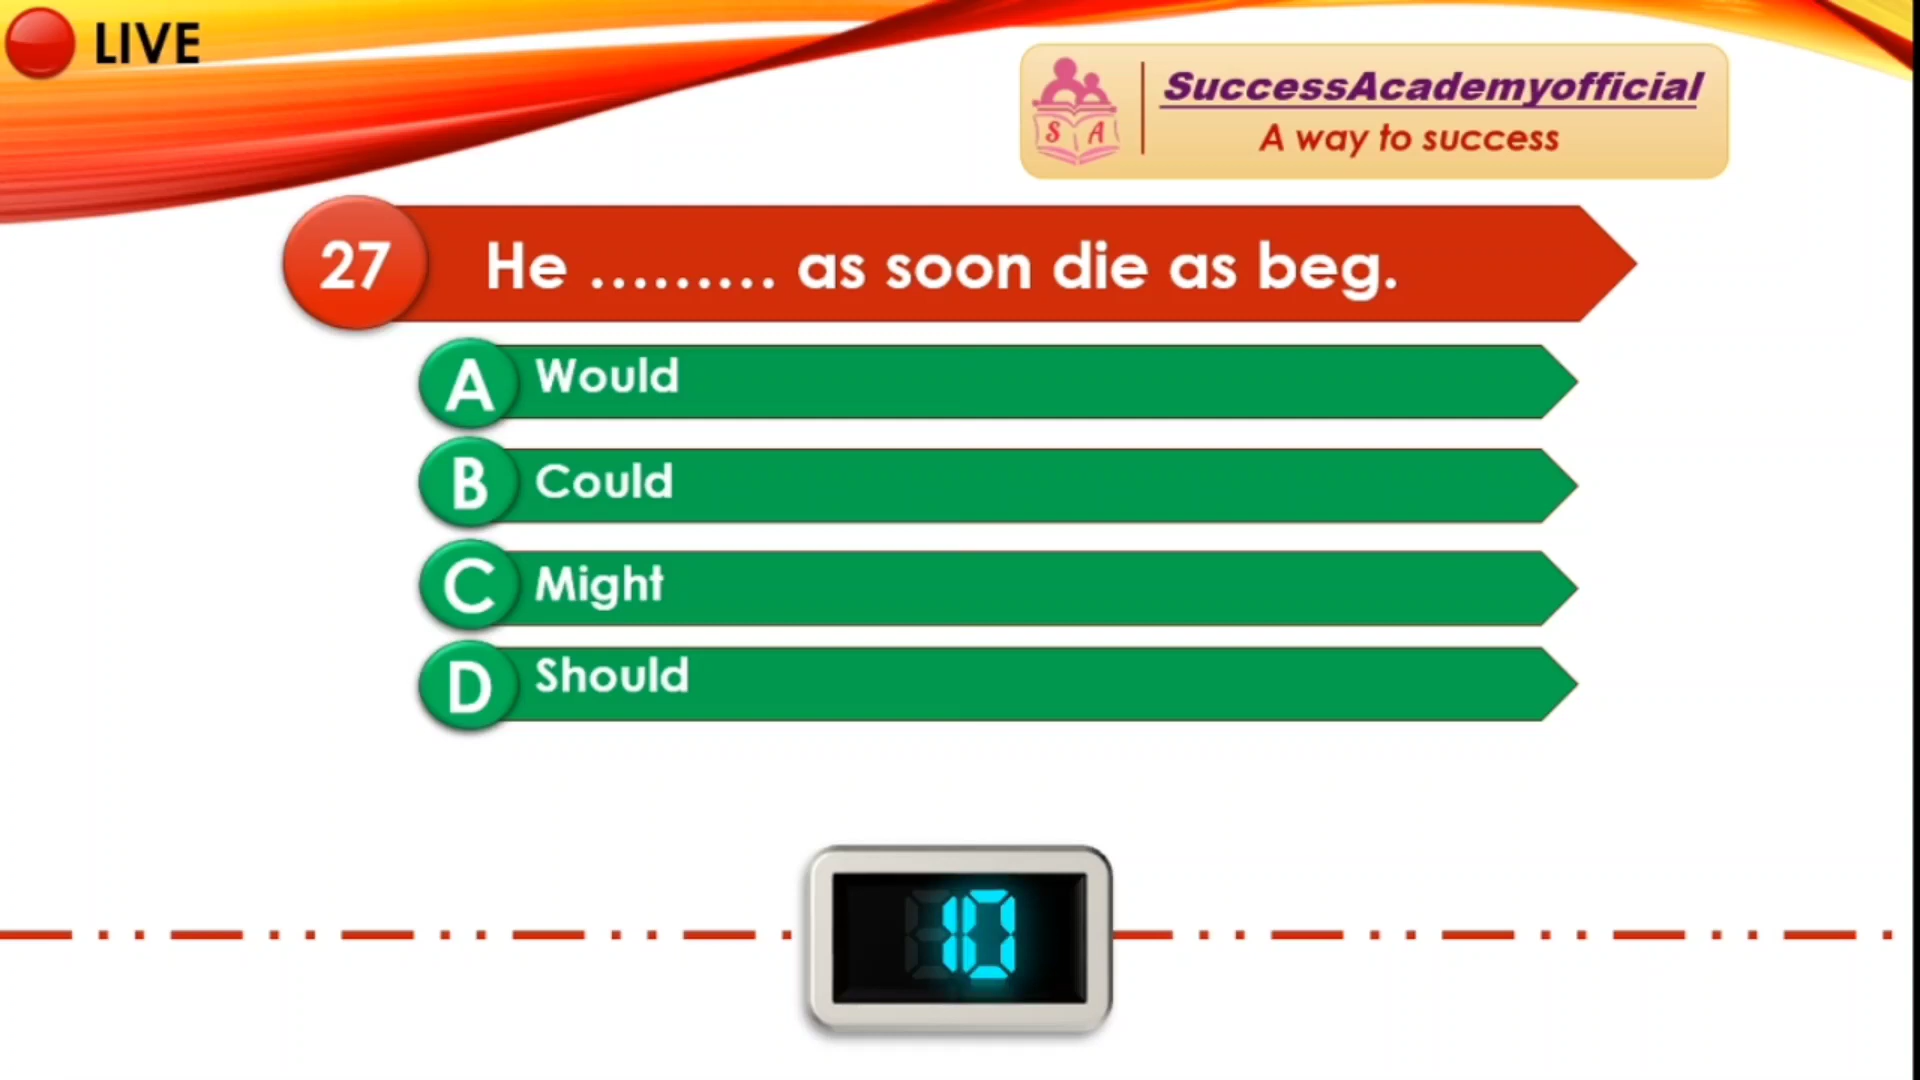 LIVE
SuccessAcademyofficial
S A
A way to success
27 He ......... as soon die as beg.
A Would
B Could
C Might
D Should
10